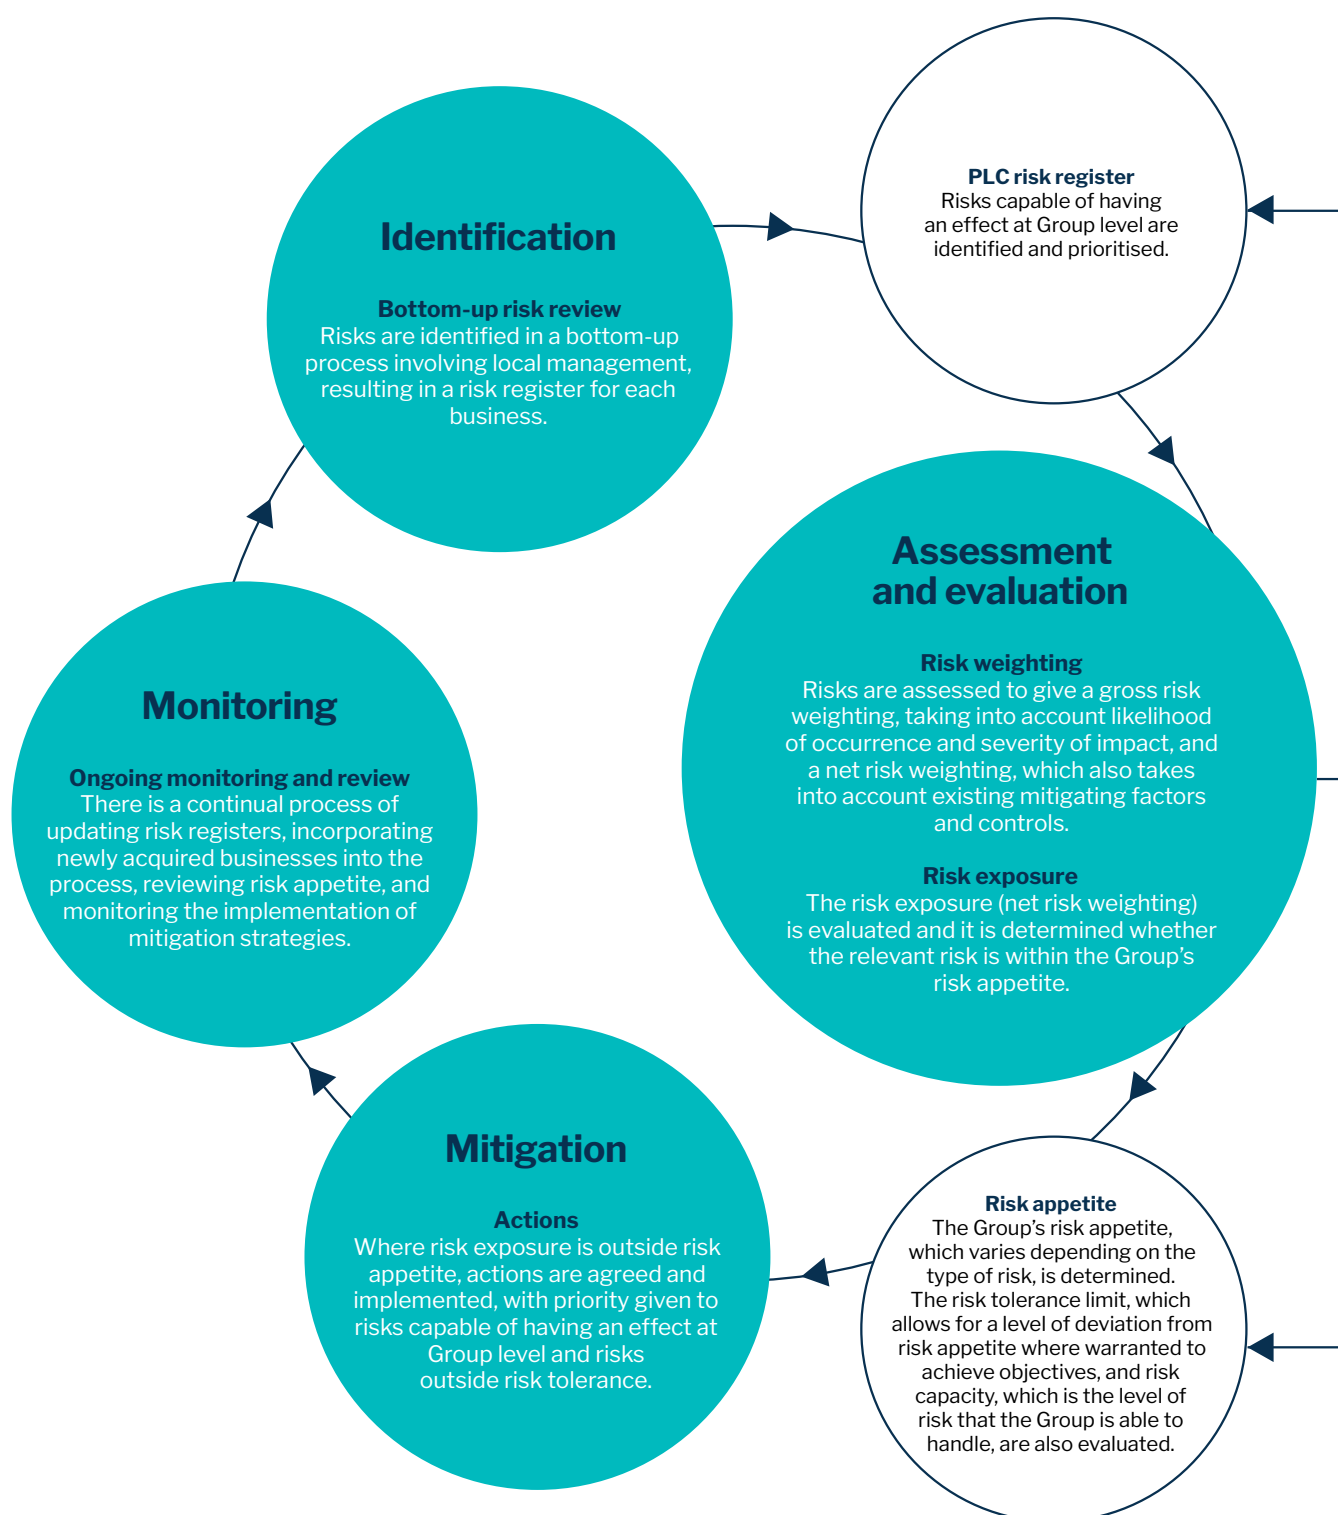 Identification
Bottom-up risk review
Risks are identified in a bottom-up
process involving local management,
resulting in a risk register for each
business.
PLC risk register
Risks capable of having
an effect at Group level are
identified and prioritised.
Assessment
and evaluation
Risk weighting
Risks are assessed to give a gross risk
weighting, taking into account likelihood
of occurrence and severity of impact, and
a net risk weighting, which also takes
into account existing mitigating factors
and controls.
Risk exposure
The risk exposure (net risk weighting)
is evaluated and it is determined whether
the relevant risk is within the Group’s
risk appetite.
Risk appetite
The Group’s risk appetite,
which varies depending on the
type of risk, is determined.
The risk tolerance limit, which
allows for a level of deviation from
risk appetite where warranted to
achieve objectives, and risk
capacity, which is the level of
risk that the Group is able to
handle, are also evaluated.
Mitigation
Actions
Where risk exposure is outside risk
appetite, actions are agreed and
implemented, with priority given to
risks capable of having an effect at
Group level and risks
outside risk tolerance.
Monitoring
Ongoing monitoring and review
There is a continual process of
updating risk registers, incorporating
newly acquired businesses into the
process, reviewing risk appetite, and
monitoring the implementation of
mitigation strategies.